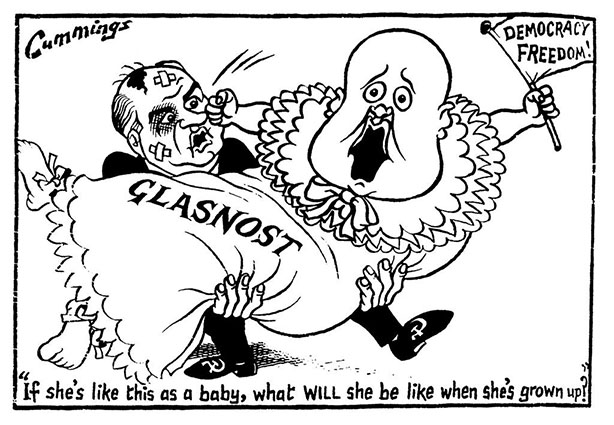 Cummings
DEMOCRACY
FREEDOM!
GLASNOST
"If she's like this as a baby, what WILL she be like when she's grown up?"